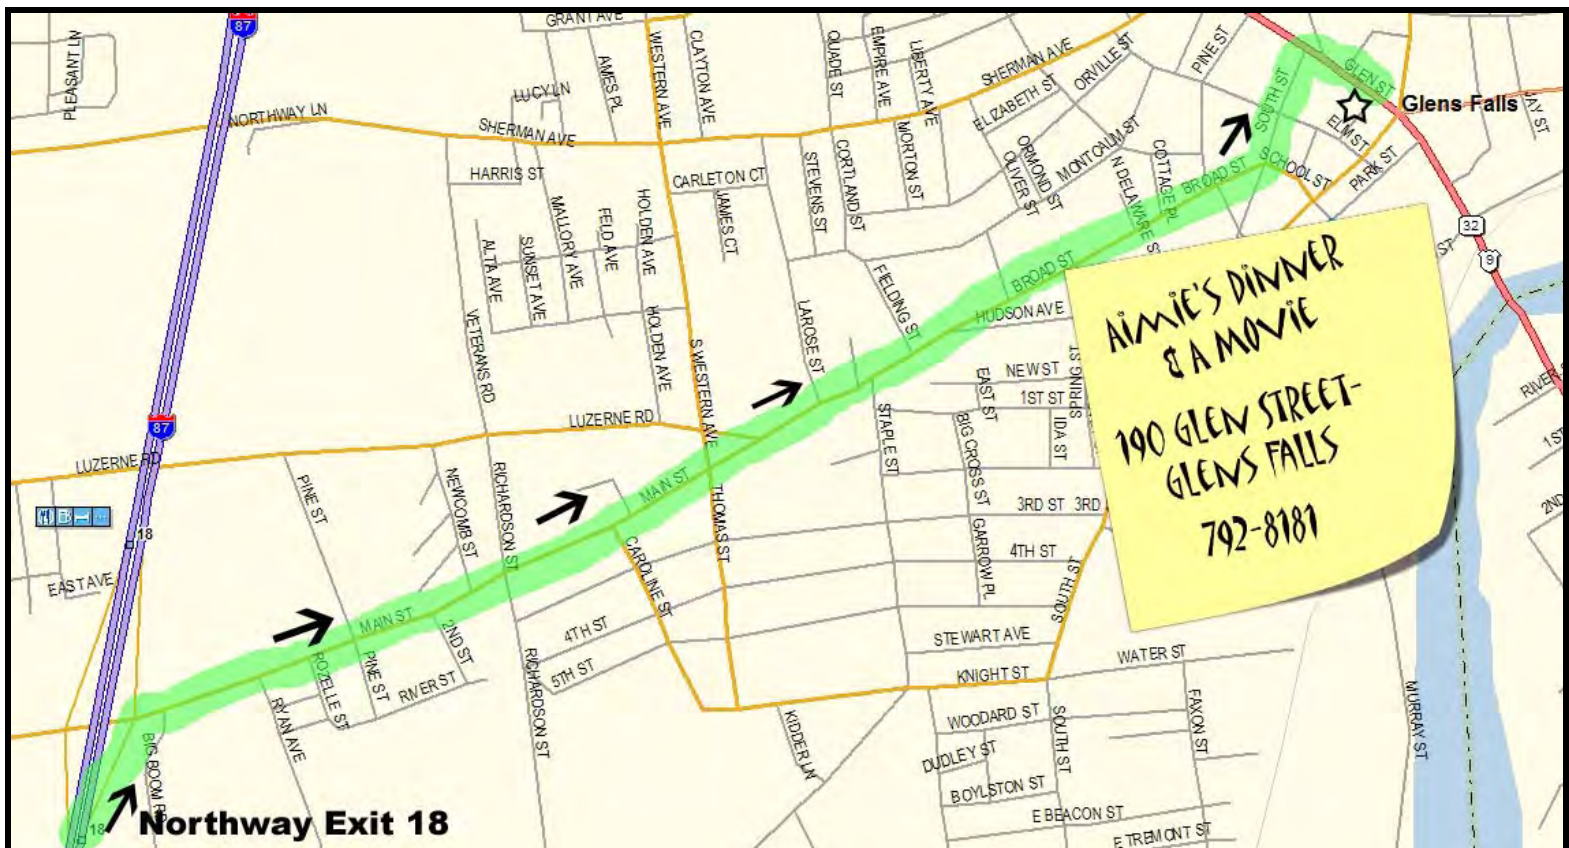 87
GRANT AVE
PLEASANT LN
AMES PL
WESTERN AVE
CLAYTON AVE
QUADE ST
EMPIRE AVE
LIBERTY AVE
SHERMAN AVE
ORVILLE ST
PINE ST
GLEN ST
Glens Falls
JAY ST
LUCY LN
NORTHWAY LN
SHERMAN AVE
ELIZABETH ST
SOUTH ST
ELM ST
HARRIS ST
CARLETON CT
STEVENS ST
CORTLAND ST
MORTON ST
ORMOND ST
OLIVER ST
MONTCALM ST
N DELAWARE S
COTTAGE PL
BROAD ST
SCHOOL ST
PARK ST
MALLORY AVE
FELD AVE
HOLDEN AVE
JAMES CT
ALTA AVE
SUNSET AVE
32
9
ST
BROAD ST
FIELDING ST
HUDSON AVE
VETERANS RD
HOLDEN AVE
LAROSE ST
S WESTERN AVE
EAST ST
NEW ST
1ST ST
SPRING ST
RIVER
LUZERNE RD
87
STAPLE ST
BIG CROSS ST
IDA ST
1ST
LUZERNE RD
PINE ST
NEWCOMB ST
RICHARDSON ST
MAIN ST
THOMAS ST
3RD ST
3RD
2ND
18
CAROLINE ST
GARROW PL
4TH ST
SOUTH ST
EAST AVE
MAIN ST
2ND ST
4TH ST
5TH ST
STEWART AVE
ROZELLE ST
PINE ST
RIVER ST
RICHARDSON ST
KNIGHT ST
WATER ST
RYAN AVE
KIDDER LN
WOODARD ST
SOUTH ST
FAXON ST
MURRAY ST
BIG BOOM RD
DUDLEY ST
BOYLSTON ST
E BEACON ST
E TREMONT ST
18
Northway Exit 18
AIMIE'S DINNER
& A MOVIE
190 GLEN STREET-
GLENS FALLS
792-8181